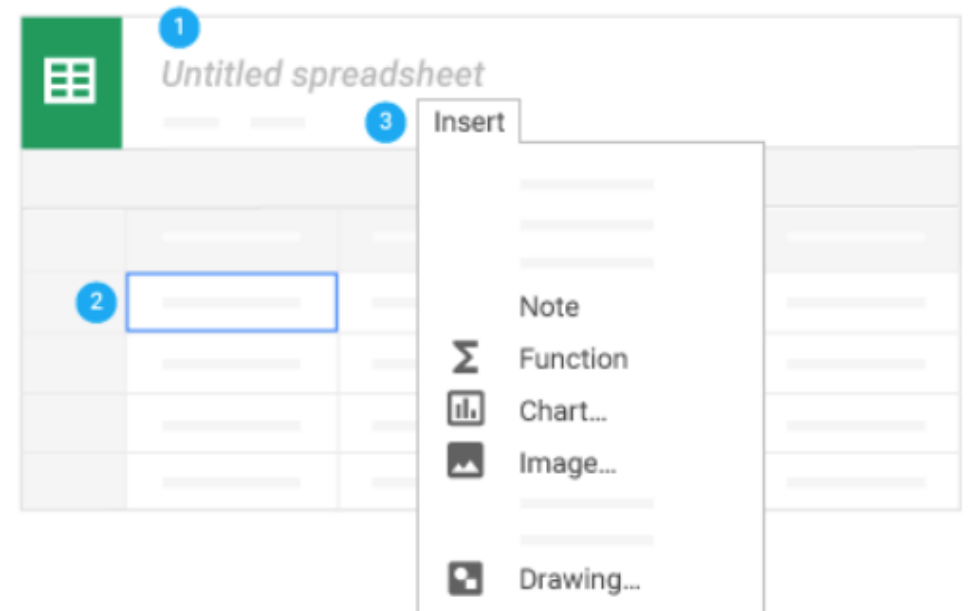 1
Untitled spreadsheet
3 Insert
2
Note
Function
Chart...
Image...
Drawing...